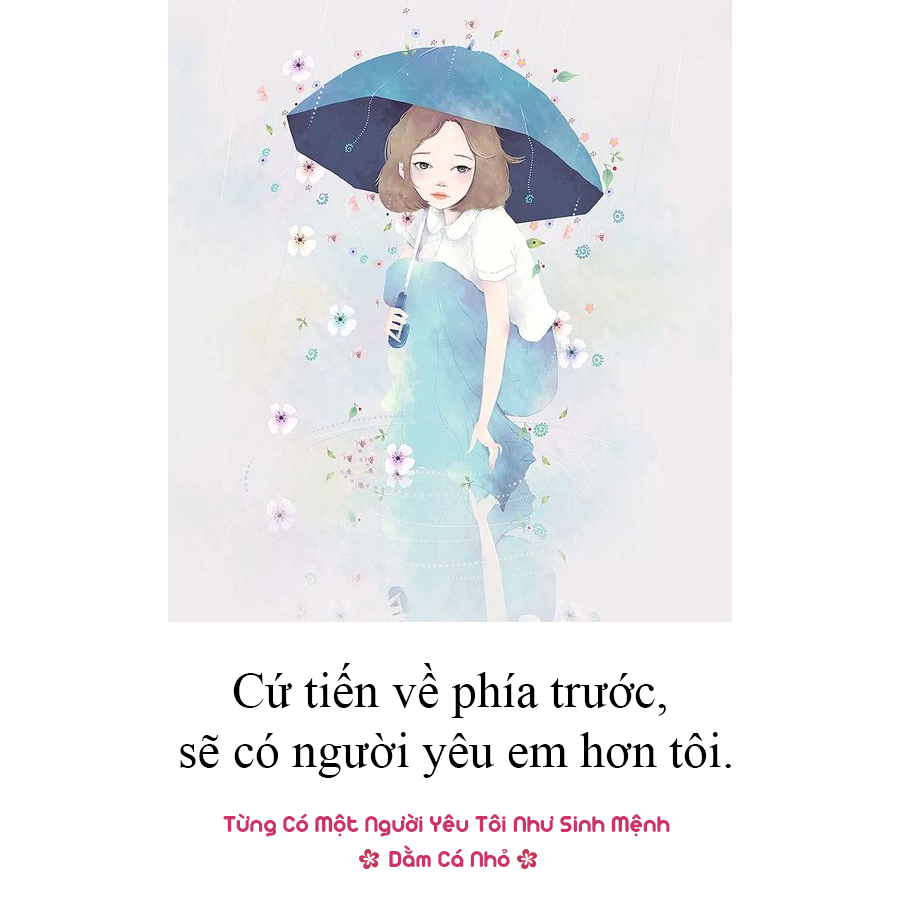 Cứ tiến về phía trước,
sẽ có người yêu em hơn tôi.
Từng Có Một Người Yêu Tôi Như Sinh Mệnh
Dằm Cá Nhỏ